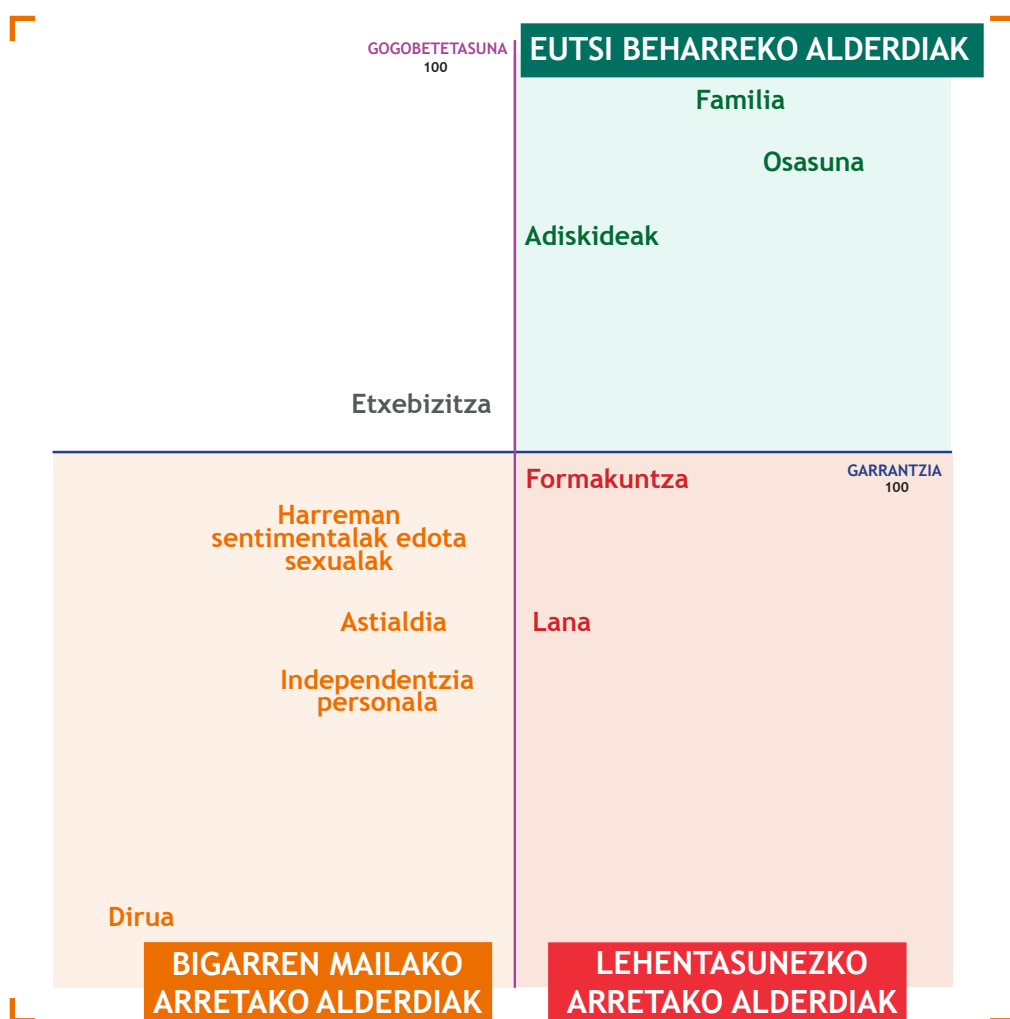 GOGOBETETASUNA
100
EUTSI BEHARREKO ALDERDIAK
Familia
Osasuna
Adiskideak
Etxebizitza
Formakuntza
GARRANTZIA
100
Harreman
sentimentalak edota
sexualak
Astialdia
Lana
Independentzia
personala
Dirua
BIGARREN MAILAKO
ARRETAKO ALDERDIAK
LEHENTASUNEZKO
ARRETAKO ALDERDIAK